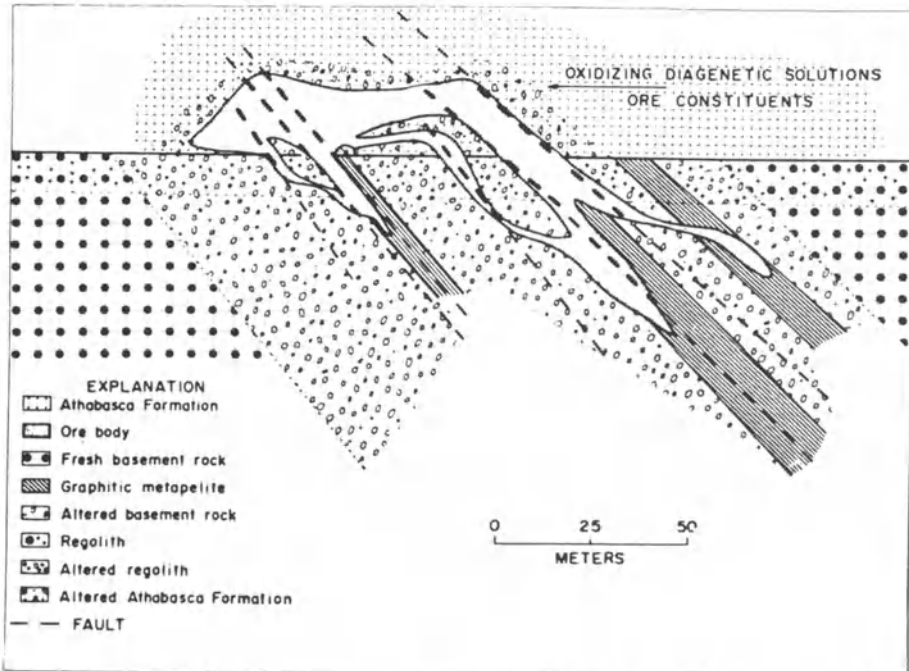 OXIDIZING DIAGENETIC SOLUTIONS
ORE CONSTITUENTS
EXPLANATION
Athabasca Formation
Ore body
Fresh basement rock
Graphitic metapelite
Altered basement rock
Regolith
Altered regolith
Altered Athabasca Formation
FAULT
0 25 50
METERS